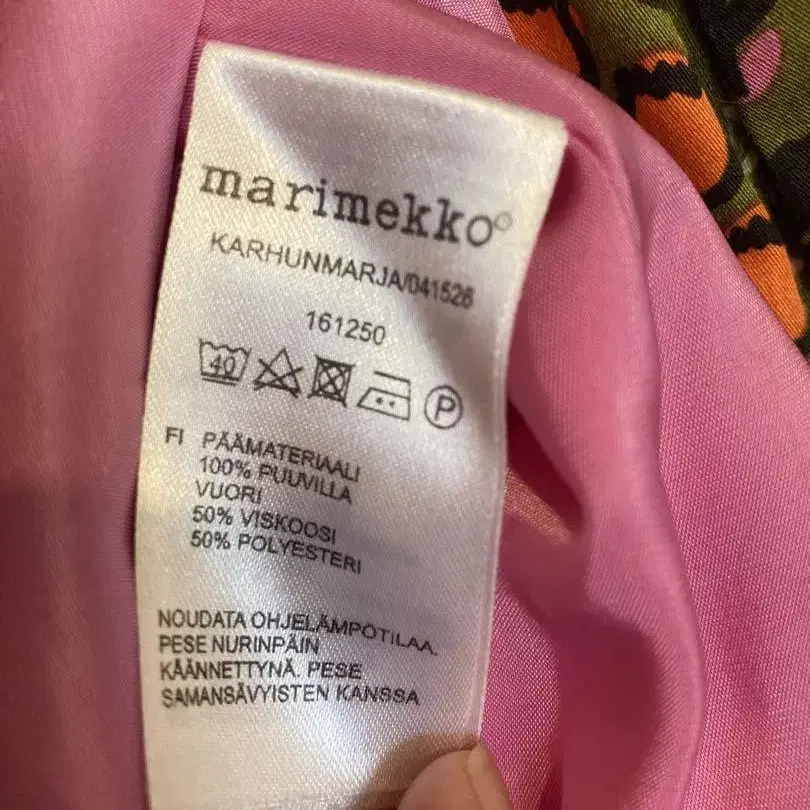 marimekko®
KARHUNMARJA/041526
161250
40 P
FI PÄÄMATERIAALI
100% PUUVILLA
VUORI
50% VISKOOSI
50% POLYESTERI
NOUDATA OHJELÄMPÖTILAA.
PESE NURINPÄIN
KÄÄNNETTYNÄ. PESE
SAMANSÄVYISTEN KANSSA